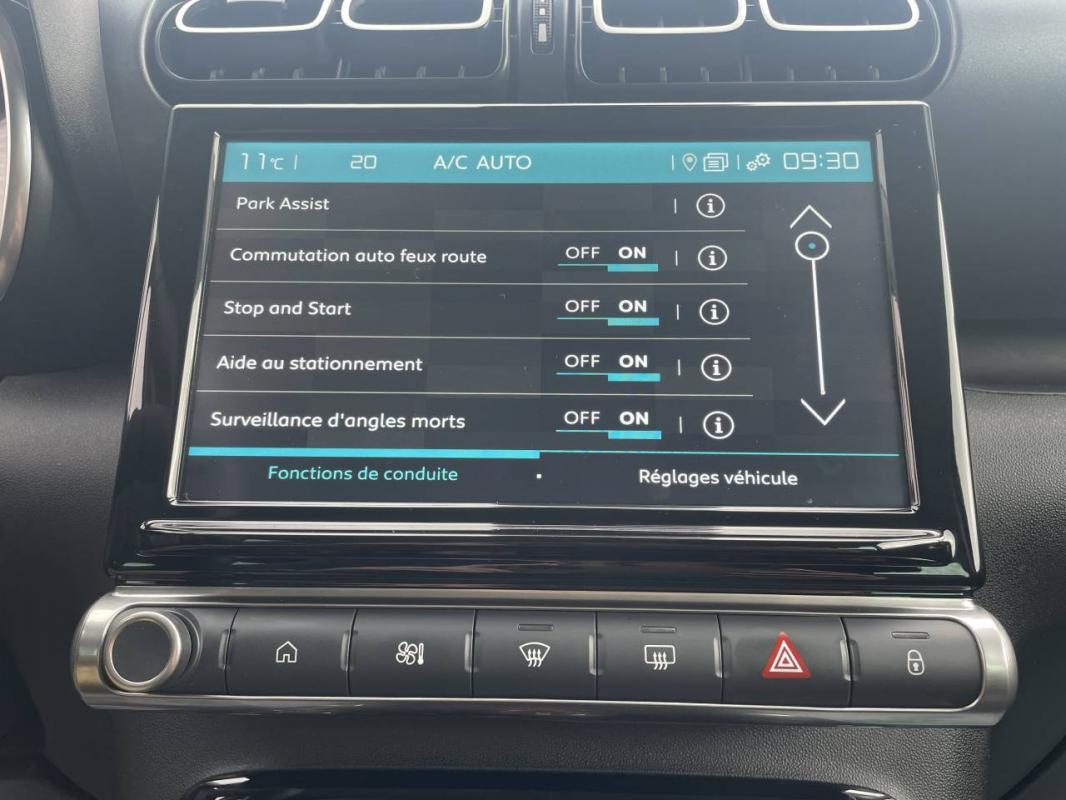 11°C 20 A/C AUTO 09:30
Park Assist
Commutation auto feux route OFF ON
Stop and Start OFF ON
Aide au stationnement OFF ON
Surveillance d'angles morts OFF ON
Fonctions de conduite Réglages véhicule